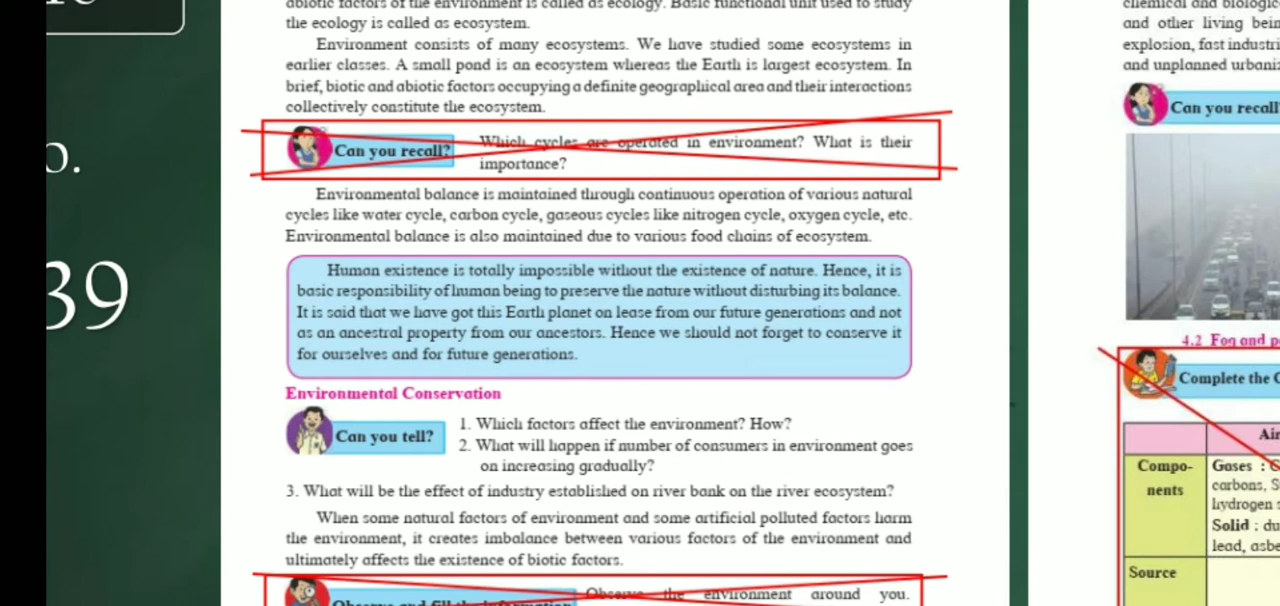 o.
39
abiotic factors of the environment is called as ecology. Basic functional unit used to study
the ecology is called as ecosystem.
Environment consists of many ecosystems. We have studied some ecosystems in
earlier classes. A small pond is an ecosystem whereas the Earth is largest ecosystem. In
brief, biotic and abiotic factors occupying a definite geographical area and their interactions
collectively constitute the ecosystem.
Can you recall?
Which cycles are operated in environment? What is their
importance?
Environmental balance is maintained through continuous operation of various natural
cycles like water cycle, carbon cycle, gaseous cycles like nitrogen cycle, oxygen cycle, etc.
Environmental balance is also maintained due to various food chains of ecosystem.
Human existence is totally impossible without the existence of nature. Hence, it is
basic responsibility of human being to preserve the nature without disturbing its balance.
It is said that we have got this Earth planet on lease from our future generations and not
as an ancestral property from our ancestors. Hence we should not forget to conserve it
for ourselves and for future generations.
Environmental Conservation
Can you tell?
1. Which factors affect the environment? How?
2. What will happen if number of consumers in environment goes
on increasing gradually?
3. What will be the effect of industry established on river bank on the river ecosystem?
When some natural factors of environment and some artificial polluted factors harm
the environment, it creates imbalance between various factors of the environment and
ultimately affects the existence of biotic factors.
Observe and fill the information
Observe the environment around you.
chemical and biologic
and other living bein
explosion, fast industri
and unplanned urbani
Can you recall?
4.2 Fog and p
Complete the
Air
Compo-
nents
Gases :
carbons, S
hydrogen s
Solid : du
lead, asbe
Source